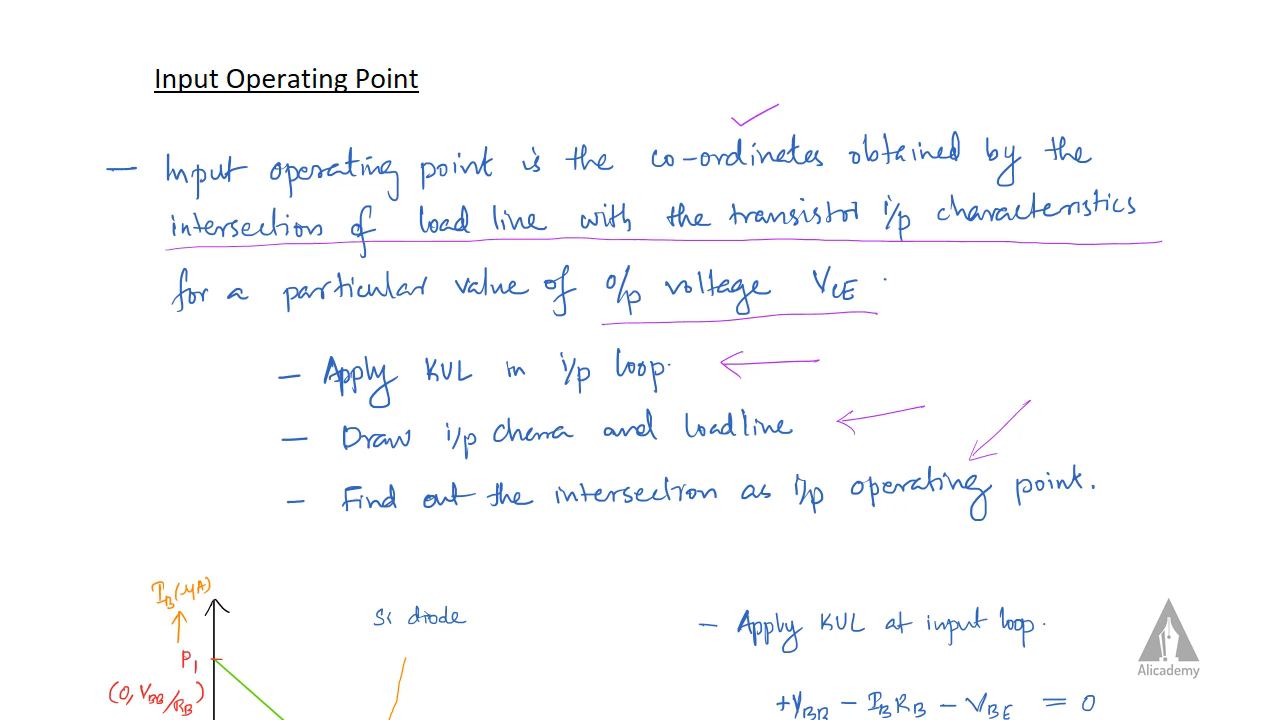 Input Operating Point
— Input operating point is the co-ordinates obtained by the
intersection of load line with the transistor i/p characteristics
for a particular value of o/p voltage VCE.
— Apply KVL in i/p loop.
— Draw i/p chara and loadline
— Find out the intersection as i/p operating point.
IB (μA)
Si diode
— Apply KVL at input loop.
P1
(0, VBB/RB)
+VBB − IBRB − VBE = 0
Alicademy